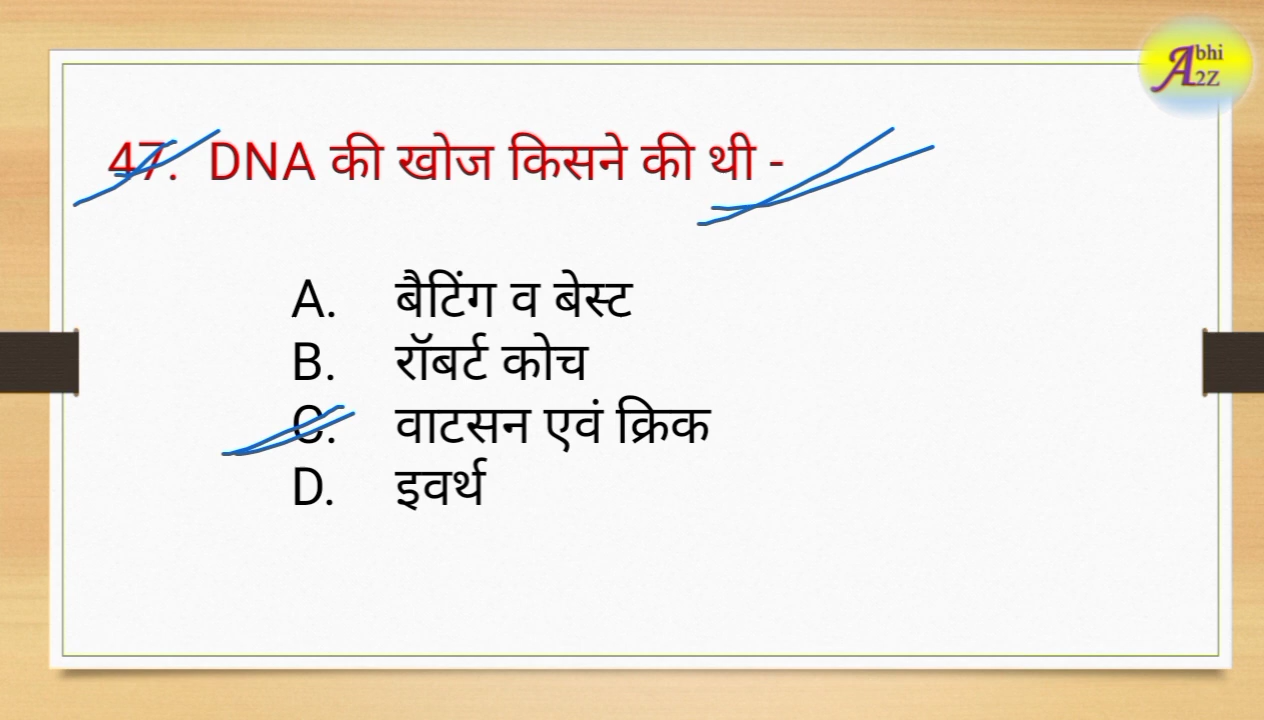 Abhi
A2Z
47. DNA की खोज किसने की थी -
A. बैटिंग व बेस्ट
B. रॉबर्ट कोच
C. वाटसन एवं क्रिक
D. इवर्थ